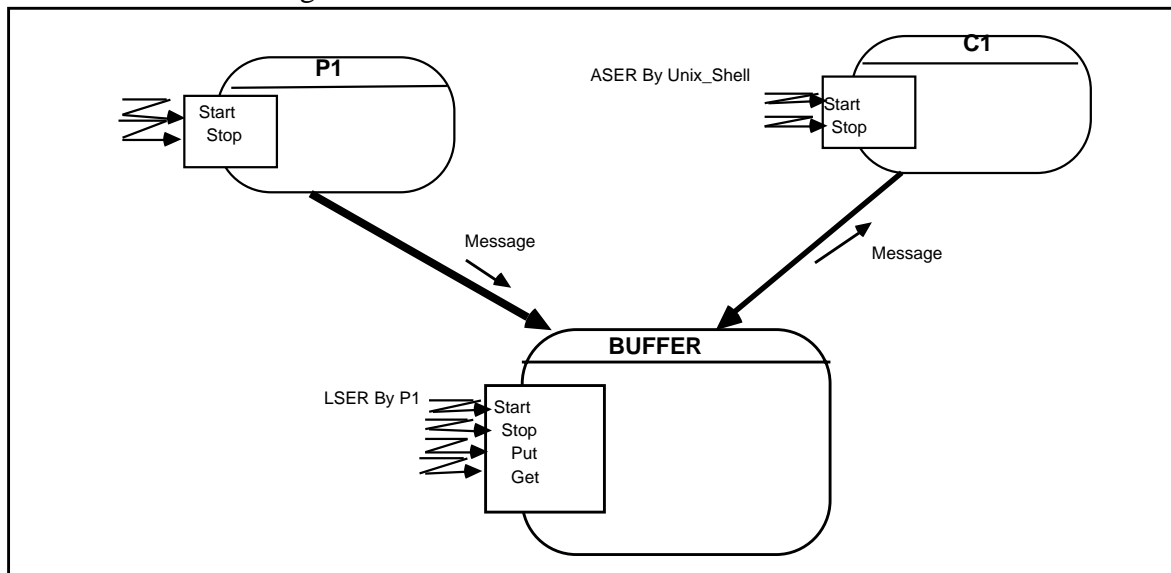 P1
Start
Stop
C1
ASER By Unix_Shell
Start
Stop
Message
Message
BUFFER
LSER By P1
Start
Stop
Put
Get